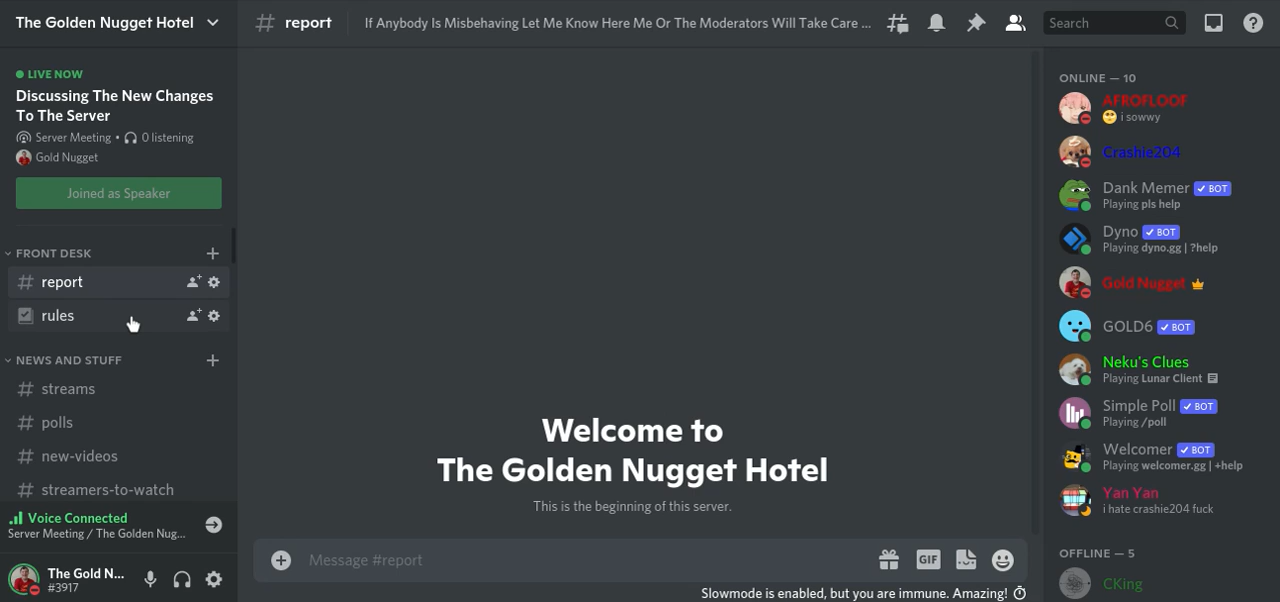 The Golden Nugget Hotel
LIVE NOW
Discussing The New Changes
To The Server
Server Meeting • 0 listening
Gold Nugget
Joined as Speaker
FRONT DESK
report
rules
NEWS AND STUFF
streams
polls
new-videos
streamers-to-watch
Voice Connected
Server Meeting / The Golden Nug...
The Gold N...
#3917
# report
If Anybody Is Misbehaving Let Me Know Here Me Or The Moderators Will Take Care ...
Search
Welcome to
The Golden Nugget Hotel
This is the beginning of this server.
Message #report
GIF
Slowmode is enabled, but you are immune. Amazing!
ONLINE — 10
AFROFLOOF
i sowwy
Crashie204
Dank Memer BOT
Playing pls help
Dyno BOT
Playing dyno.gg | ?help
Gold Nugget
GOLD6 BOT
Neku's Clues
Playing Lunar Client
Simple Poll BOT
Playing /poll
Welcomer BOT
Playing welcomer.gg | +help
Yan Yan
i hate crashie204 fuck
OFFLINE — 5
CKing